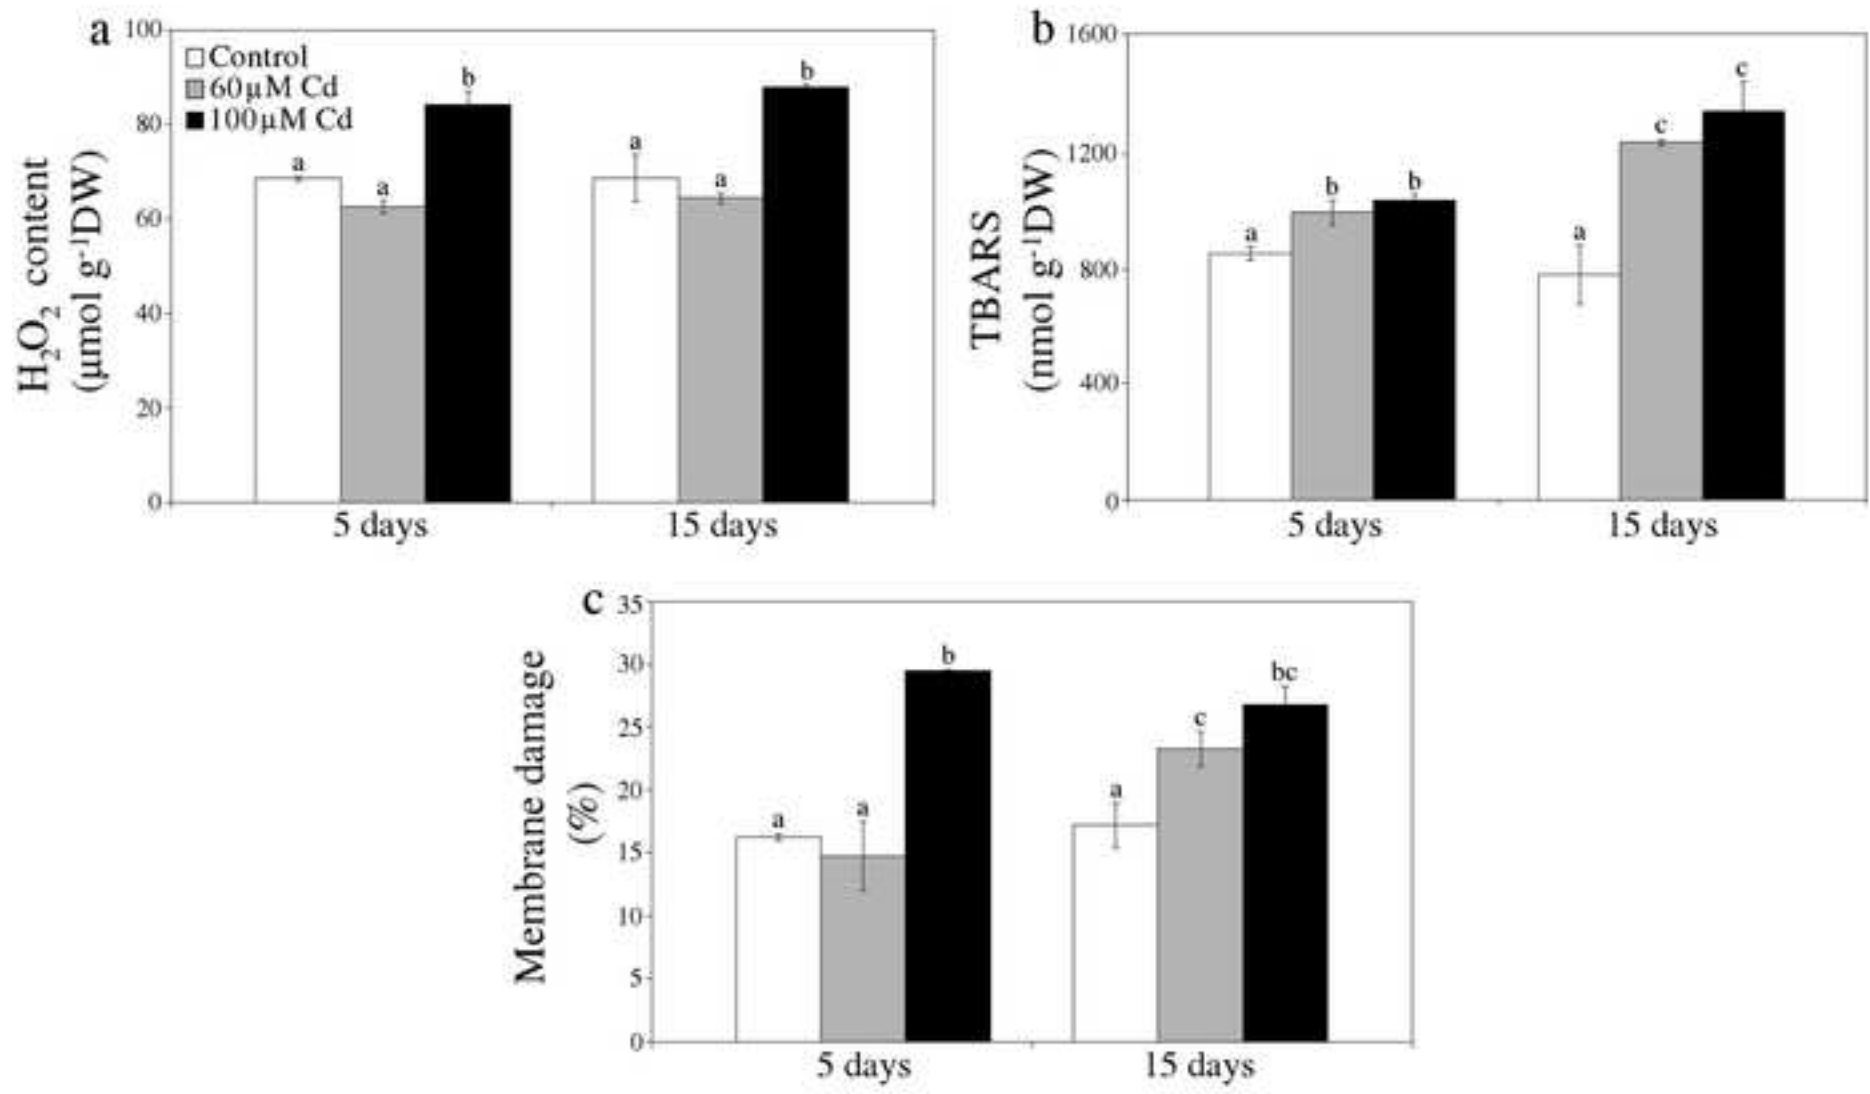 a
100
80
60
40
20
0
H₂O₂ content
(µmol g⁻¹DW)
Control
60µM Cd
100µM Cd
a
a
b
a
a
b
5 days
15 days
b
1600
1200
800
400
0
TBARS
(nmol g⁻¹DW)
a
b
b
a
c
c
5 days
15 days
c
35
30
25
20
15
10
5
0
Membrane damage
(%)
a
a
b
a
c
bc
5 days
15 days